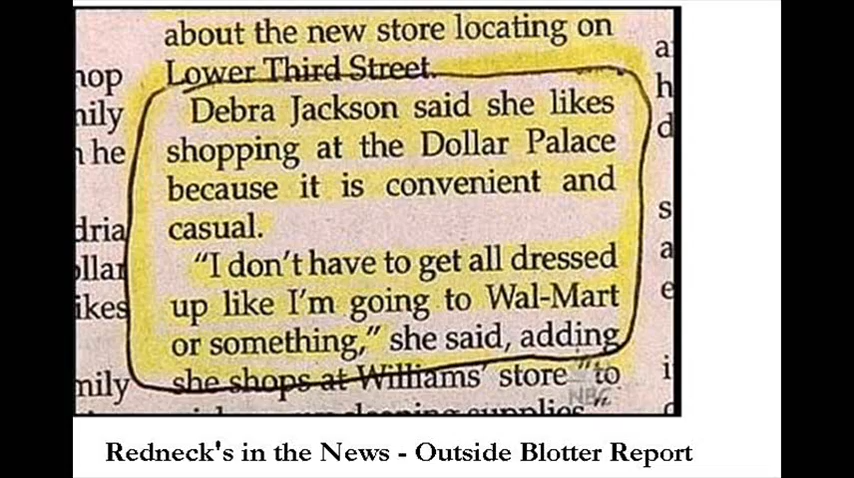 about the new store locating on
Lower Third Street.
Debra Jackson said she likes
shopping at the Dollar Palace
because it is convenient and
casual.
"I don't have to get all dressed
up like I'm going to Wal-Mart
or something," she said, adding
she shops at Williams' store "to
NBC
Redneck's in the News - Outside Blotter Report